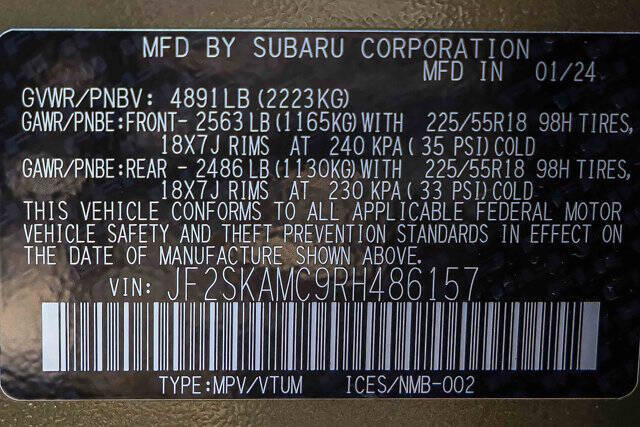 MFD BY SUBARU CORPORATION
MFD IN 01/24
GVWR/PNBV: 4891LB (2223KG)
GAWR/PNBE:FRONT- 2563 LB (1165KG) WITH 225/55R18 98H TIRES,
18X7J RIMS AT 240 KPA ( 35 PSI) COLD
GAWR/PNBE:REAR - 2486 LB (1130KG) WITH 225/55R18 98H TIRES,
18X7J RIMS AT 230 KPA ( 33 PSI) COLD.
THIS VEHICLE CONFORMS TO ALL APPLICABLE FEDERAL MOTOR
VEHICLE SAFETY AND THEFT PREVENTION STANDARDS IN EFFECT ON
THE DATE OF MANUFACTURE SHOWN ABOVE.
VIN: JF2SKAMC9RH486157
TYPE:MPV/VTUM ICES/NMB-002